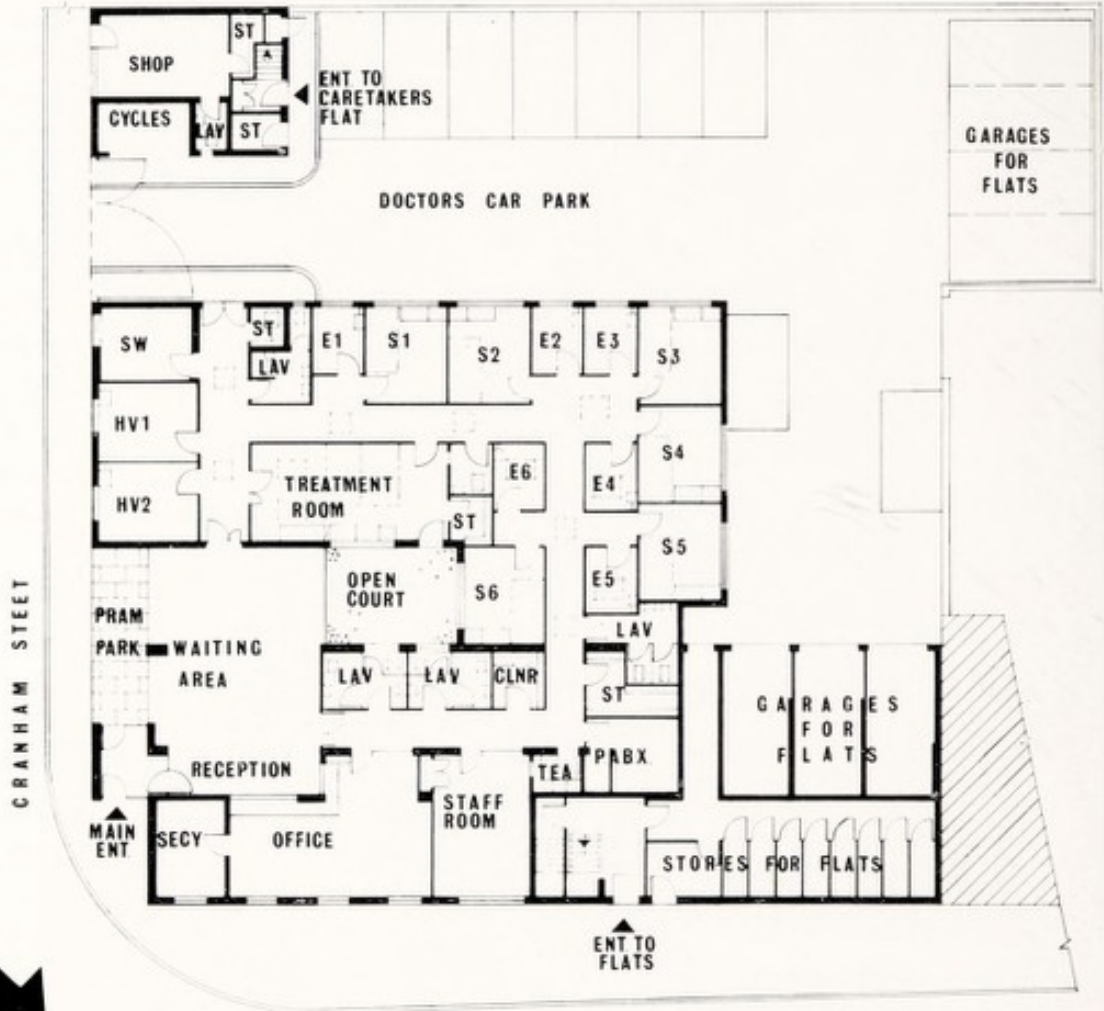 ST
SHOP
ENT TO
CARETAKERS
FLAT
CYCLES
LAV
ST
GARAGES
FOR
FLATS
DOCTORS CAR PARK
SW
ST
LAV
E1
S1
S2
E2
E3
S3
HV1
HV2
TREATMENT
ROOM
ST
E6
E4
S4
S5
OPEN
COURT
S6
E5
LAV
PRAM
PARK
WAITING
AREA
LAV
LAV
CLNR
ST
GARAGES
FOR
FLATS
CRANHAM STEET
RECEPTION
TEA
PABX
STAFF
ROOM
MAIN
ENT
SECY
OFFICE
STORES FOR FLATS
ENT TO
FLATS